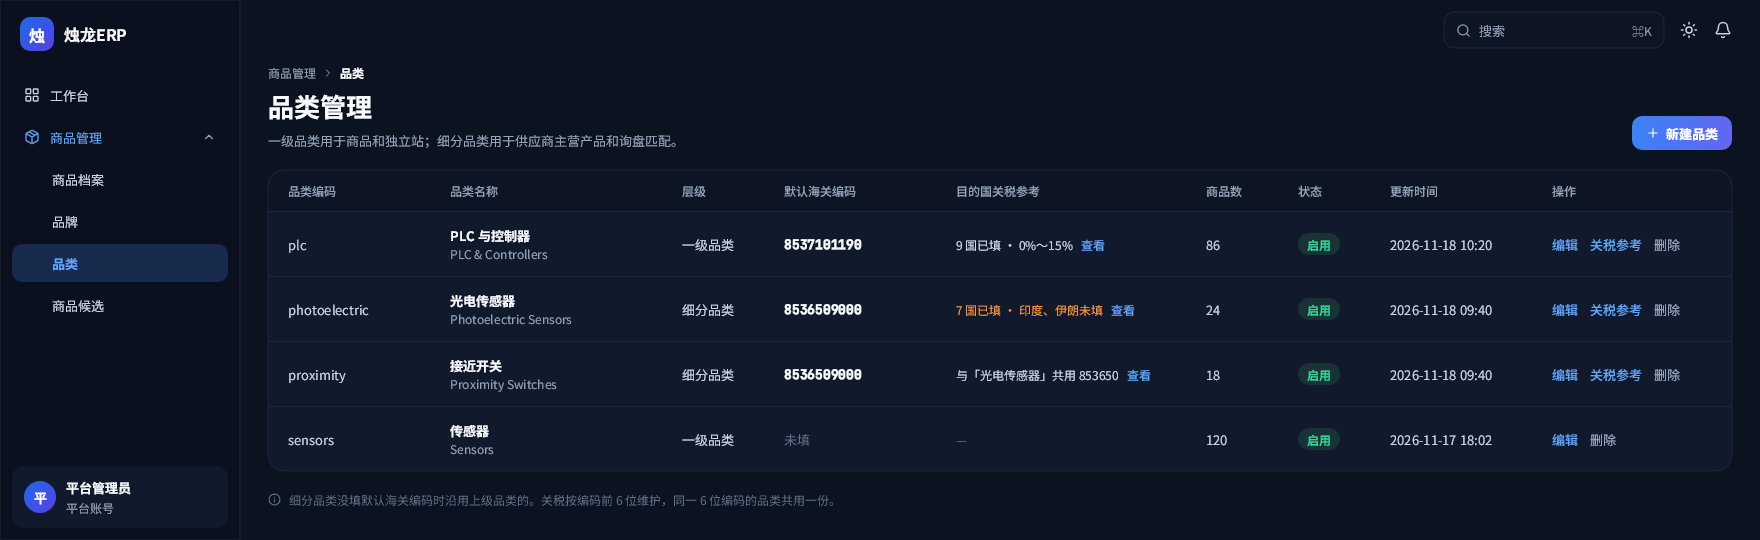 烛 烛龙ERP
搜索 ⌘K
工作台
商品管理
商品档案
品牌
品类
商品候选
平 平台管理员
平台账号
商品管理 › 品类
品类管理
一级品类用于商品和独立站；细分品类用于供应商主营产品和询盘匹配。
+ 新建品类
品类编码 品类名称 层级 默认海关编码 目的国关税参考 商品数 状态 更新时间 操作
plc PLC 与控制器 一级品类 8537101190 9 国已填 · 0%～15% 查看 86 启用 2026-11-18 10:20 编辑 关税参考 删除
PLC & Controllers
photoelectric 光电传感器 细分品类 8536509000 7 国已填 · 印度、伊朗未填 查看 24 启用 2026-11-18 09:40 编辑 关税参考 删除
Photoelectric Sensors
proximity 接近开关 细分品类 8536509000 与「光电传感器」共用 853650 查看 18 启用 2026-11-18 09:40 编辑 关税参考 删除
Proximity Switches
sensors 传感器 一级品类 未填 — 120 启用 2026-11-17 18:02 编辑 删除
Sensors
细分品类没填默认海关编码时沿用上级品类的。关税按编码前 6 位维护，同一 6 位编码的品类共用一份。